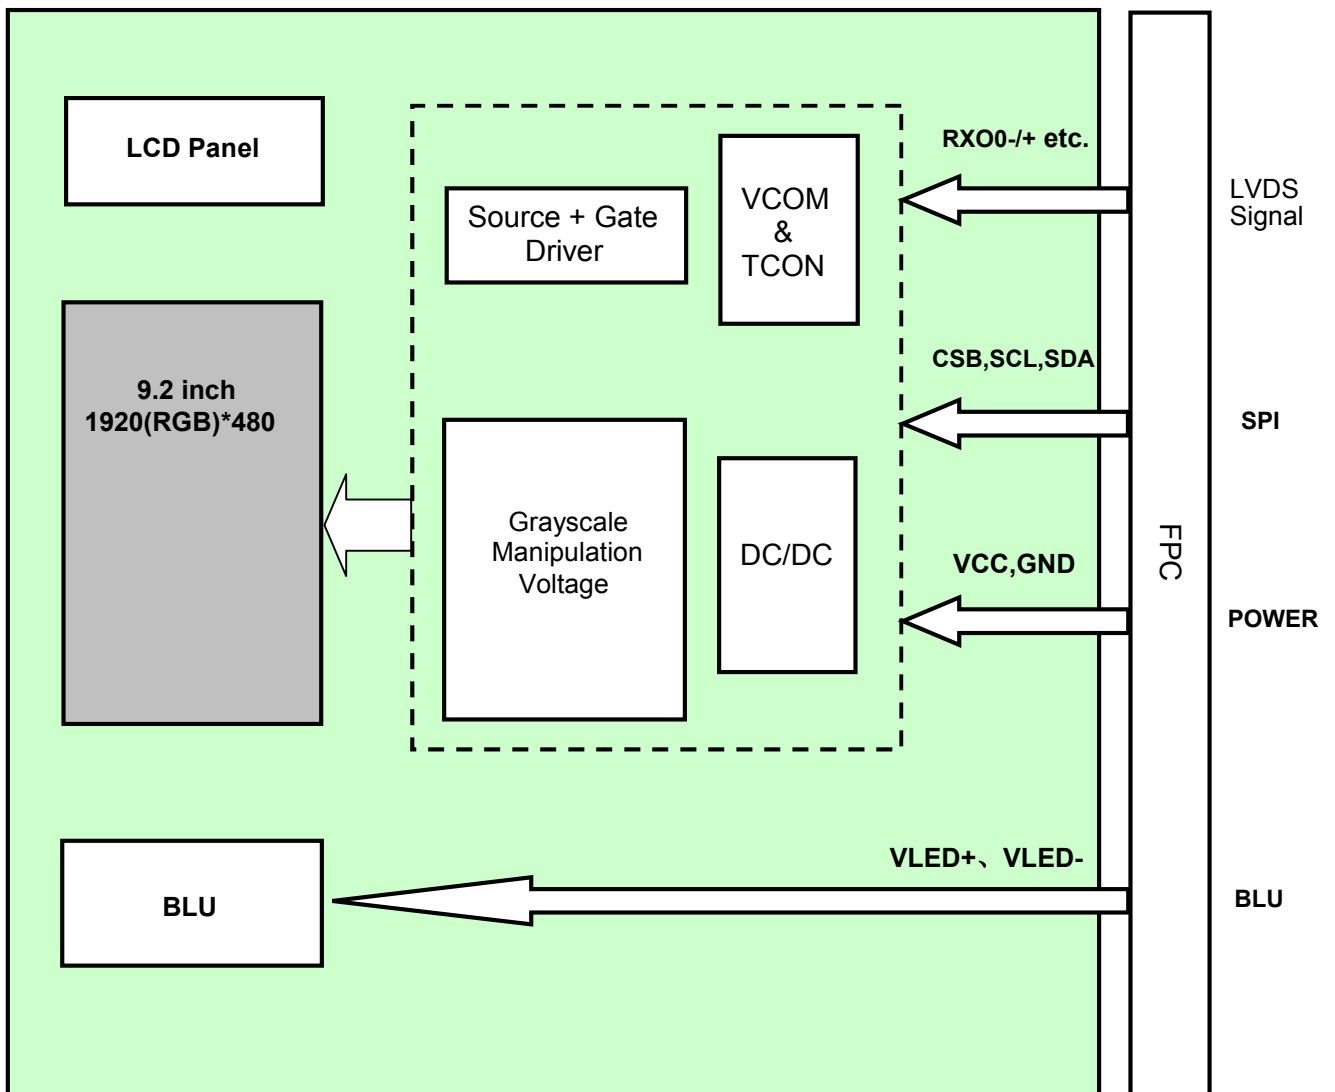 LCD Panel
RXO0-/+ etc.
Source + Gate
Driver
VCOM
&
TCON
LVDS
Signal
9.2 inch
1920(RGB)*480
CSB,SCL,SDA
SPI
Grayscale
Manipulation
Voltage
DC/DC
VCC,GND
FPC
POWER
VLED+、VLED-
BLU
BLU